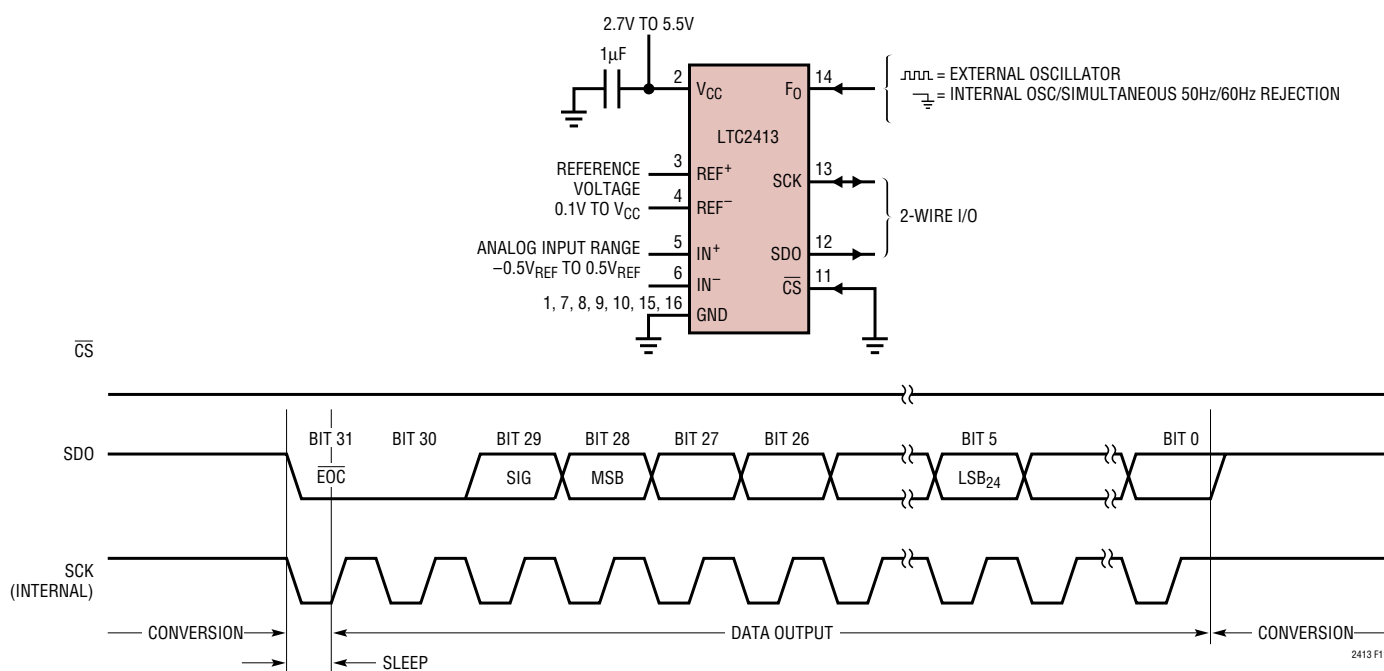 2.7V TO 5.5V
1µF
2
VCC
FO
14
= EXTERNAL OSCILLATOR
= INTERNAL OSC/SIMULTANEOUS 50Hz/60Hz REJECTION
LTC2413
REFERENCE
VOLTAGE
0.1V TO VCC
3
REF+
4
REF−
SCK
13
2-WIRE I/O
ANALOG INPUT RANGE
−0.5VREF TO 0.5VREF
5
IN+
6
IN−
SDO
12
CS
11
1, 7, 8, 9, 10, 15, 16
GND
CS
SDO
BIT 31
BIT 30
BIT 29
BIT 28
BIT 27
BIT 26
BIT 5
BIT 0
EOC
SIG
MSB
LSB24
SCK
(INTERNAL)
CONVERSION
DATA OUTPUT
CONVERSION
SLEEP
2413 F1